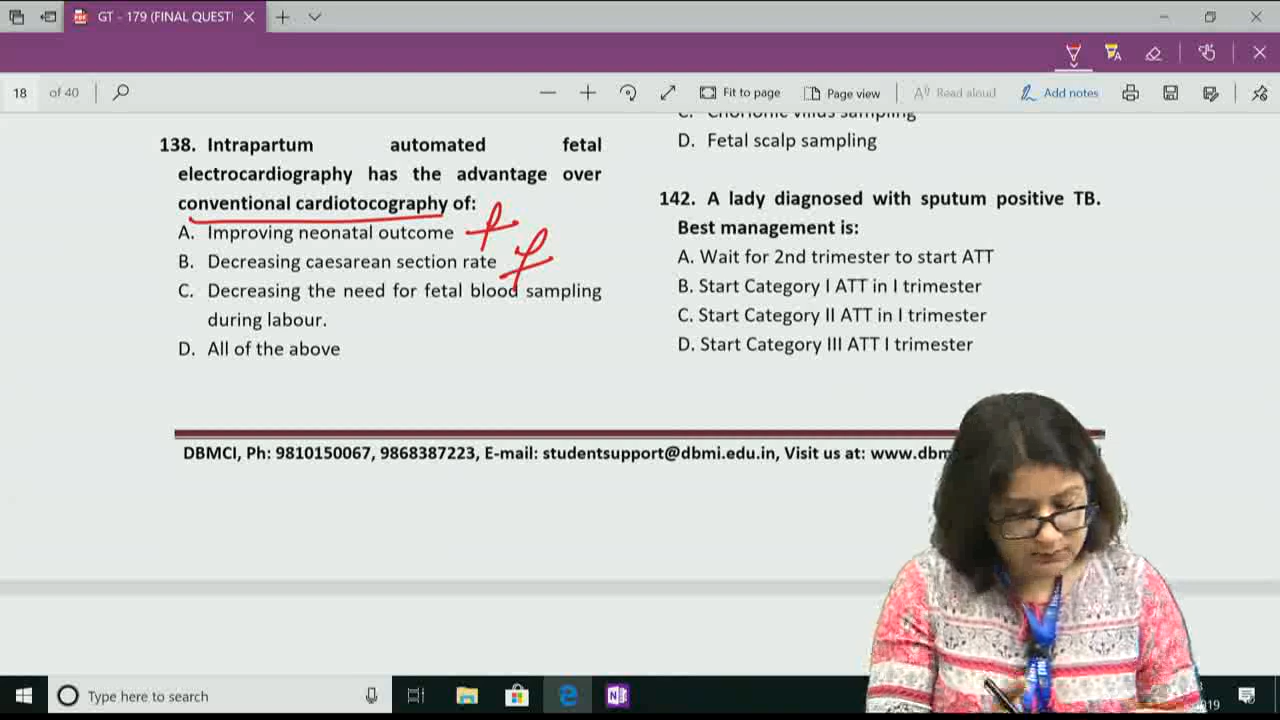 GT - 179 (FINAL QUESTI
18 of 40
Fit to page
Page view
Read aloud
Add notes
138. Intrapartum automated fetal
electrocardiography has the advantage over
conventional cardiotocography of:
A. Improving neonatal outcome
B. Decreasing caesarean section rate
C. Decreasing the need for fetal blood sampling
during labour.
D. All of the above
C. Chorionic villus sampling
D. Fetal scalp sampling
142. A lady diagnosed with sputum positive TB.
Best management is:
A. Wait for 2nd trimester to start ATT
B. Start Category I ATT in I trimester
C. Start Category II ATT in I trimester
D. Start Category III ATT I trimester
DBMCI, Ph: 9810150067, 9868387223, E-mail: studentsupport@dbmi.edu.in, Visit us at: www.dbm
Type here to search